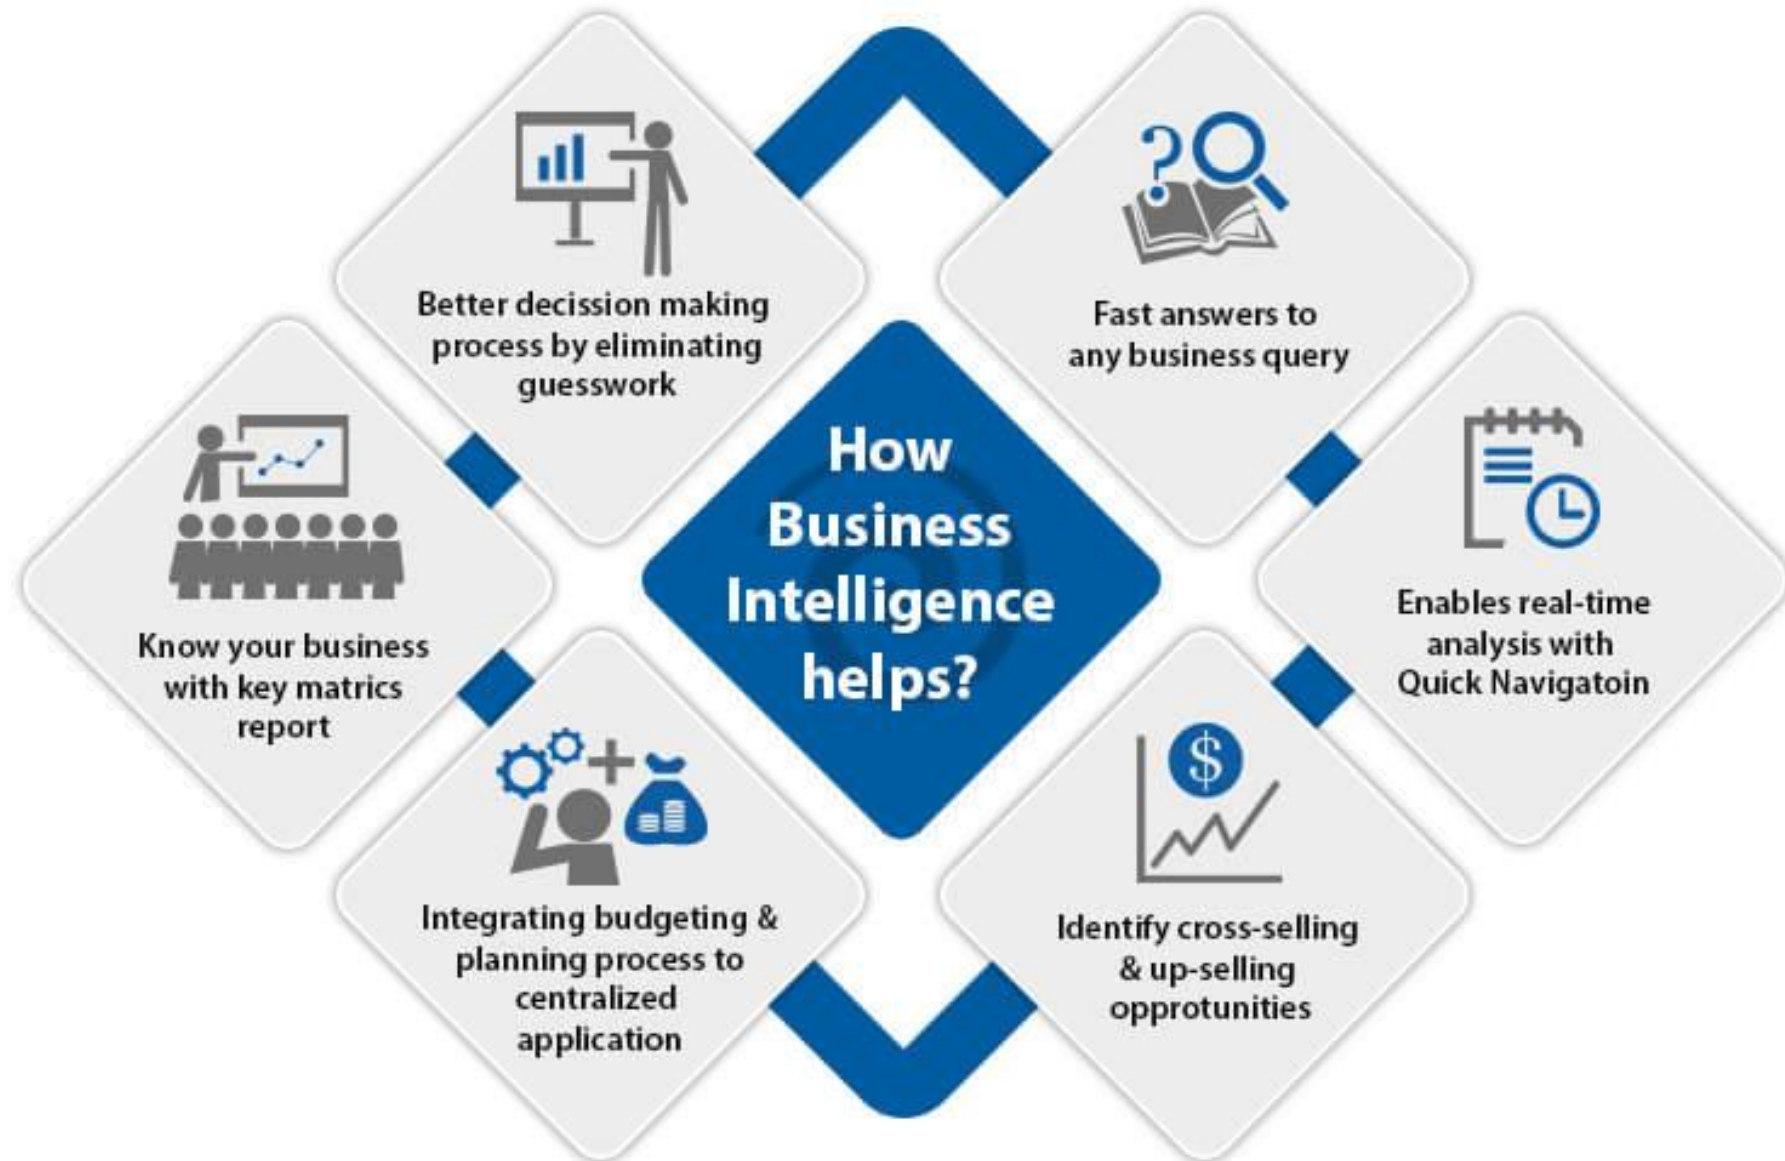 Better decission making
process by eliminating
guesswork
Fast answers to
any business query
How
Business
Intelligence
helps?
Know your business
with key matrics
report
Enables real-time
analysis with
Quick Navigatoin
Integrating budgeting &
planning process to
centralized
application
Identify cross-selling
& up-selling
opprotunities
$
?